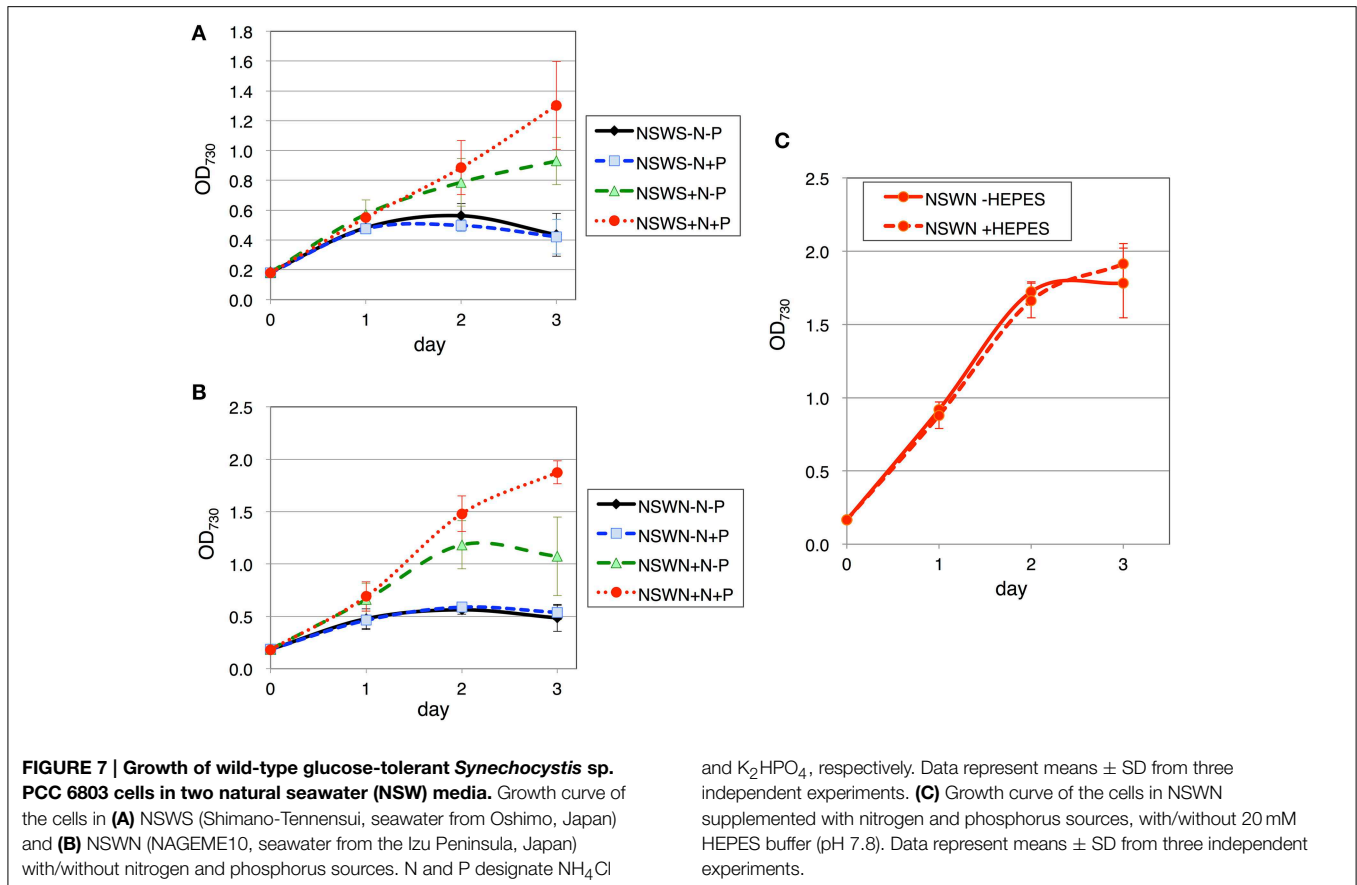 A
1.8
1.6
1.4
1.2
1.0
0.8
0.6
0.4
0.2
0.0
OD730
0 1 2 3
day
NSWS-N-P
NSWS-N+P
NSWS+N-P
NSWS+N+P
B
2.5
2.0
1.5
1.0
0.5
0.0
OD730
0 1 2 3
day
NSWN-N-P
NSWN-N+P
NSWN+N-P
NSWN+N+P
C
2.5
2.0
1.5
1.0
0.5
0.0
OD730
0 1 2 3
day
NSWN -HEPES
NSWN +HEPES
FIGURE 7 | Growth of wild-type glucose-tolerant Synechocystis sp.
PCC 6803 cells in two natural seawater (NSW) media. Growth curve of
the cells in (A) NSWS (Shimano-Tennensui, seawater from Oshimo, Japan)
and (B) NSWN (NAGEME10, seawater from the Izu Peninsula, Japan)
with/without nitrogen and phosphorus sources. N and P designate NH4Cl
and K2HPO4, respectively. Data represent means ± SD from three
independent experiments. (C) Growth curve of the cells in NSWN
supplemented with nitrogen and phosphorus sources, with/without 20 mM
HEPES buffer (pH 7.8). Data represent means ± SD from three independent
experiments.